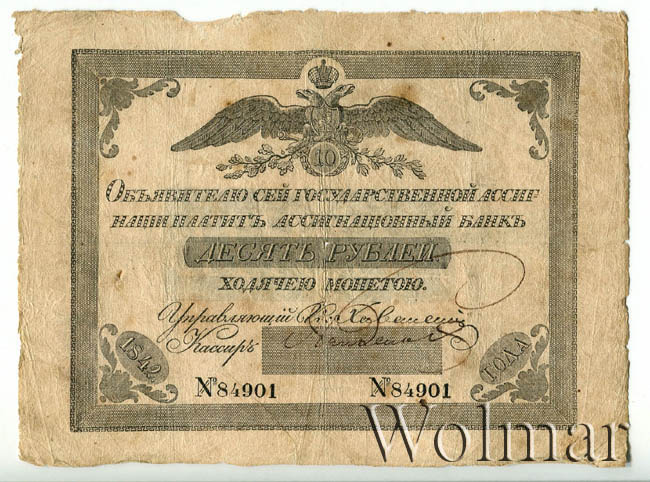 10
Объявителю сей государственной ассиг-
нации платитъ ассигнационный банкъ
ДЕСЯТЬ РУБЛЕЙ
ходячею монетою.
Управляющий
Кассиръ
1842 ГОДА
№84901 №84901
Wolmar